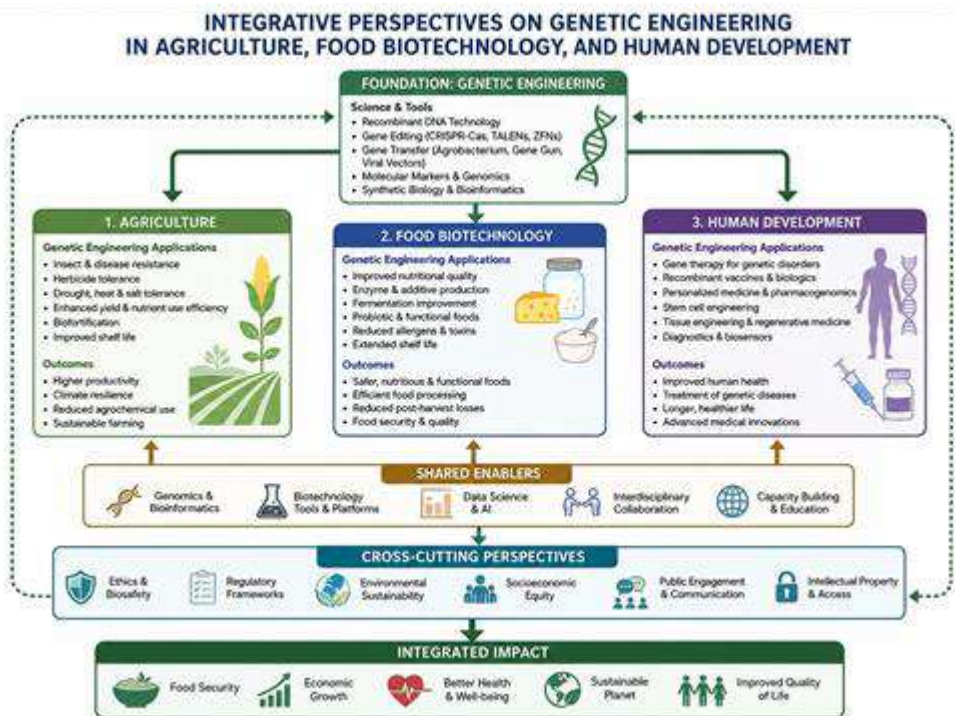 INTEGRATIVE PERSPECTIVES ON GENETIC ENGINEERING
IN AGRICULTURE, FOOD BIOTECHNOLOGY, AND HUMAN DEVELOPMENT
FOUNDATION: GENETIC ENGINEERING
Science & Tools
• Recombinant DNA Technology
• Gene Editing (CRISPR-Cas, TALENs, ZFNs)
• Gene Transfer (Agrobacterium, Gene Gun,
Viral Vectors)
• Molecular Markers & Genomics
• Synthetic Biology & Bioinformatics
1. AGRICULTURE
Genetic Engineering Applications
• Insect & disease resistance
• Herbicide tolerance
• Drought, heat & salt tolerance
• Enhanced yield & nutrient use efficiency
• Biofortification
• Improved shelf life
Outcomes
• Higher productivity
• Climate resilience
• Reduced agrochemical use
• Sustainable farming
2. FOOD BIOTECHNOLOGY
Genetic Engineering Applications
• Improved nutritional quality
• Enzyme & additive production
• Fermentation improvement
• Probiotic & functional foods
• Reduced allergens & toxins
• Extended shelf life
Outcomes
• Safer, nutritious & functional foods
• Efficient food processing
• Reduced post-harvest losses
• Food security & quality
3. HUMAN DEVELOPMENT
Genetic Engineering Applications
• Gene therapy for genetic disorders
• Recombinant vaccines & biologics
• Personalized medicine & pharmacogenomics
• Stem cell engineering
• Tissue engineering & regenerative medicine
• Diagnostics & biosensors
Outcomes
• Improved human health
• Treatment of genetic diseases
• Longer, healthier life
• Advanced medical innovations
SHARED ENABLERS
Genomics &
Bioinformatics
Biotechnology
Tools & Platforms
Data Science
& AI
Interdisciplinary
Collaboration
Capacity Building
& Education
CROSS-CUTTING PERSPECTIVES
Ethics &
Biosafety
Regulatory
Frameworks
Environmental
Sustainability
Socioeconomic
Equity
Public Engagement
& Communication
Intellectual Property
& Access
INTEGRATED IMPACT
Food Security
Economic
Growth
Better Health
& Well-being
Sustainable
Planet
Improved Quality
of Life